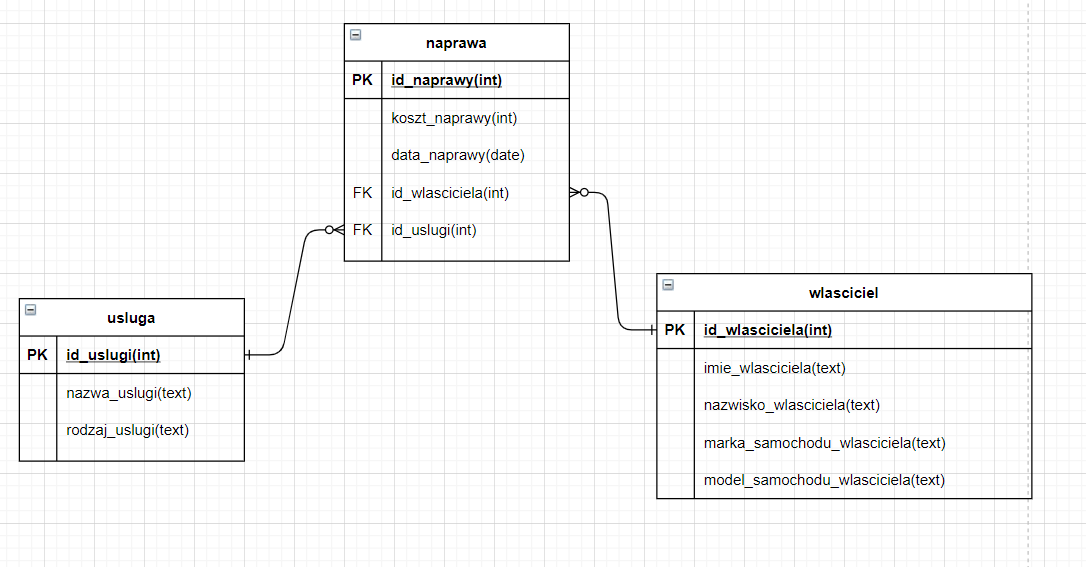 naprawa
PK id_naprawy(int)
koszt_naprawy(int)
data_naprawy(date)
FK id_wlasciciela(int)
FK id_uslugi(int)
usluga
PK id_uslugi(int)
nazwa_uslugi(text)
rodzaj_uslugi(text)
wlasciciel
PK id_wlasciciela(int)
imie_wlasciciela(text)
nazwisko_wlasciciela(text)
marka_samochodu_wlasciciela(text)
model_samochodu_wlasciciela(text)